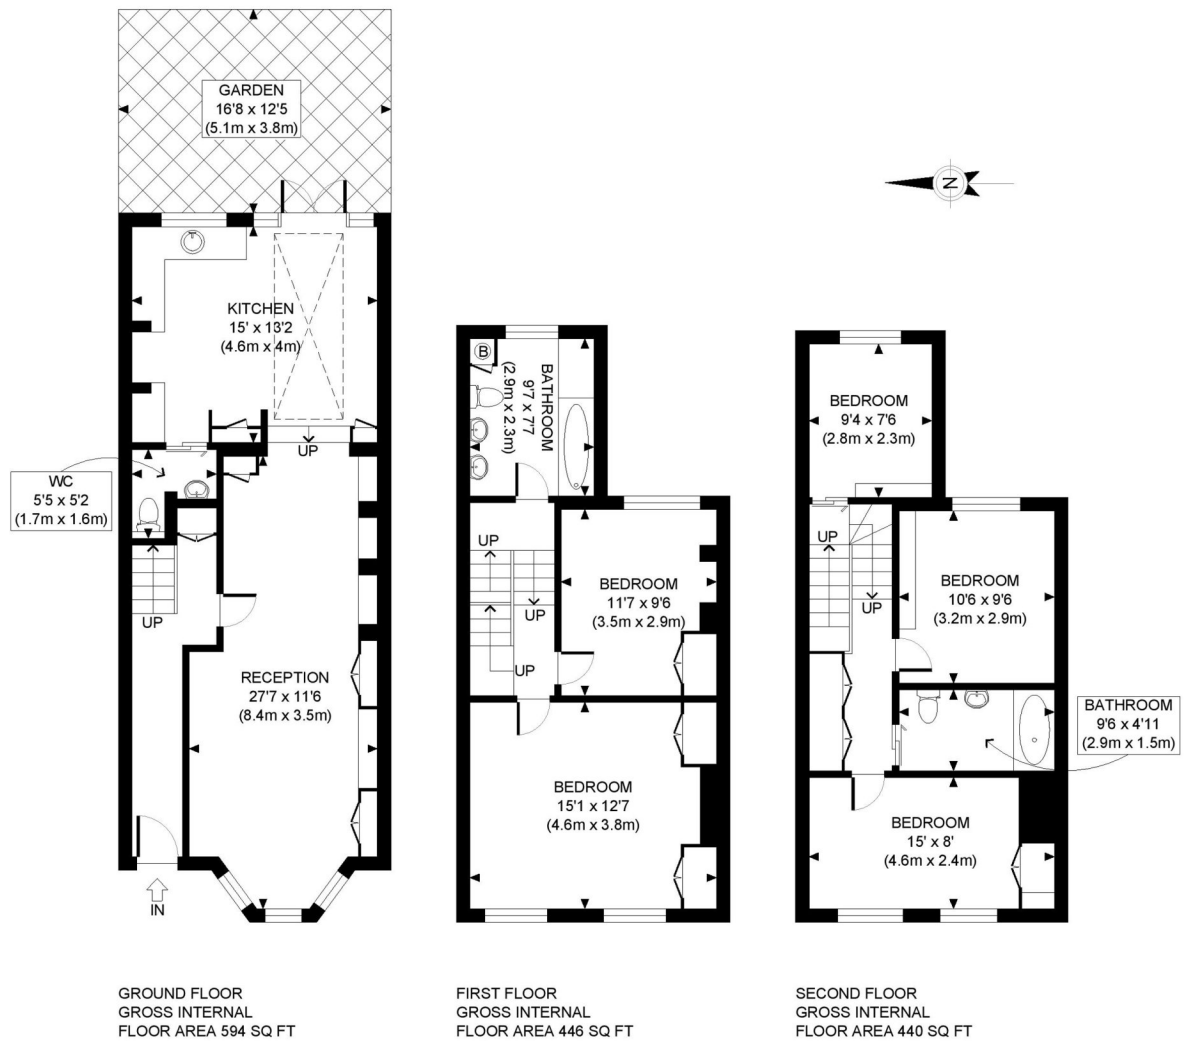 GARDEN
16'8 x 12'5
(5.1m x 3.8m)
KITCHEN
15' x 13'2
(4.6m x 4m)
UP
WC
5'5 x 5'2
(1.7m x 1.6m)
UP
RECEPTION
27'7 x 11'6
(8.4m x 3.5m)
IN
GROUND FLOOR
GROSS INTERNAL
FLOOR AREA 594 SQ FT
B
BATHROOM
9'7 x 7'7
(2.9m x 2.3m)
UP
UP
UP
BEDROOM
11'7 x 9'6
(3.5m x 2.9m)
BEDROOM
15'1 x 12'7
(4.6m x 3.8m)
FIRST FLOOR
GROSS INTERNAL
FLOOR AREA 446 SQ FT
N
BEDROOM
9'4 x 7'6
(2.8m x 2.3m)
UP
UP
BEDROOM
10'6 x 9'6
(3.2m x 2.9m)
BATHROOM
9'6 x 4'11
(2.9m x 1.5m)
BEDROOM
15' x 8'
(4.6m x 2.4m)
SECOND FLOOR
GROSS INTERNAL
FLOOR AREA 440 SQ FT